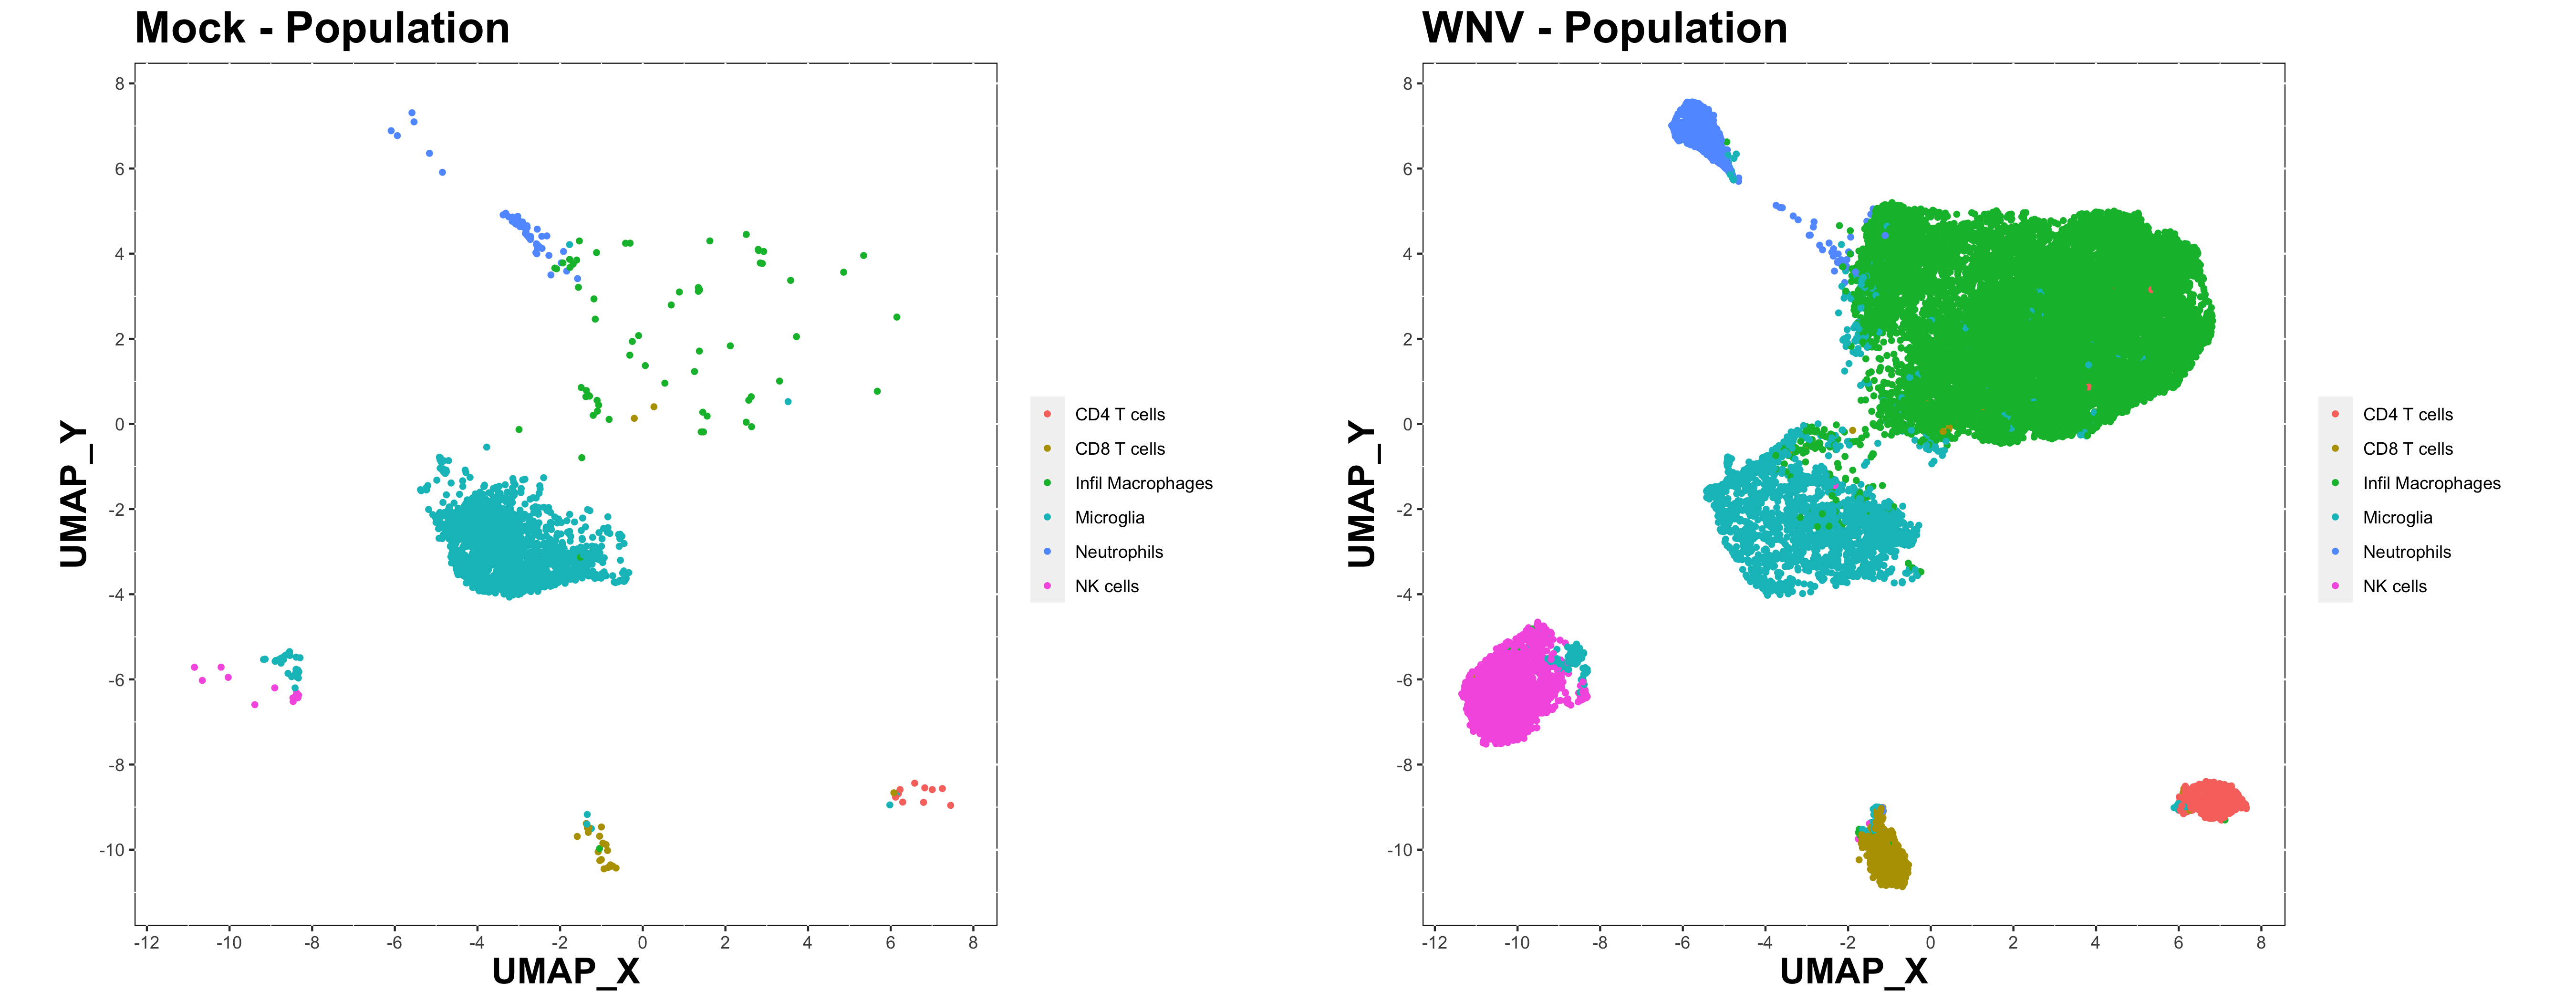 Mock - Population
8
6
4
2
0
-2
-4
-6
-8
-10
UMAP_Y
-12 -10 -8 -6 -4 -2 0 2 4 6 8
UMAP_X
CD4 T cells
CD8 T cells
Infil Macrophages
Microglia
Neutrophils
NK cells
WNV - Population
8
6
4
2
0
-2
-4
-6
-8
-10
UMAP_Y
-12 -10 -8 -6 -4 -2 0 2 4 6 8
UMAP_X
CD4 T cells
CD8 T cells
Infil Macrophages
Microglia
Neutrophils
NK cells